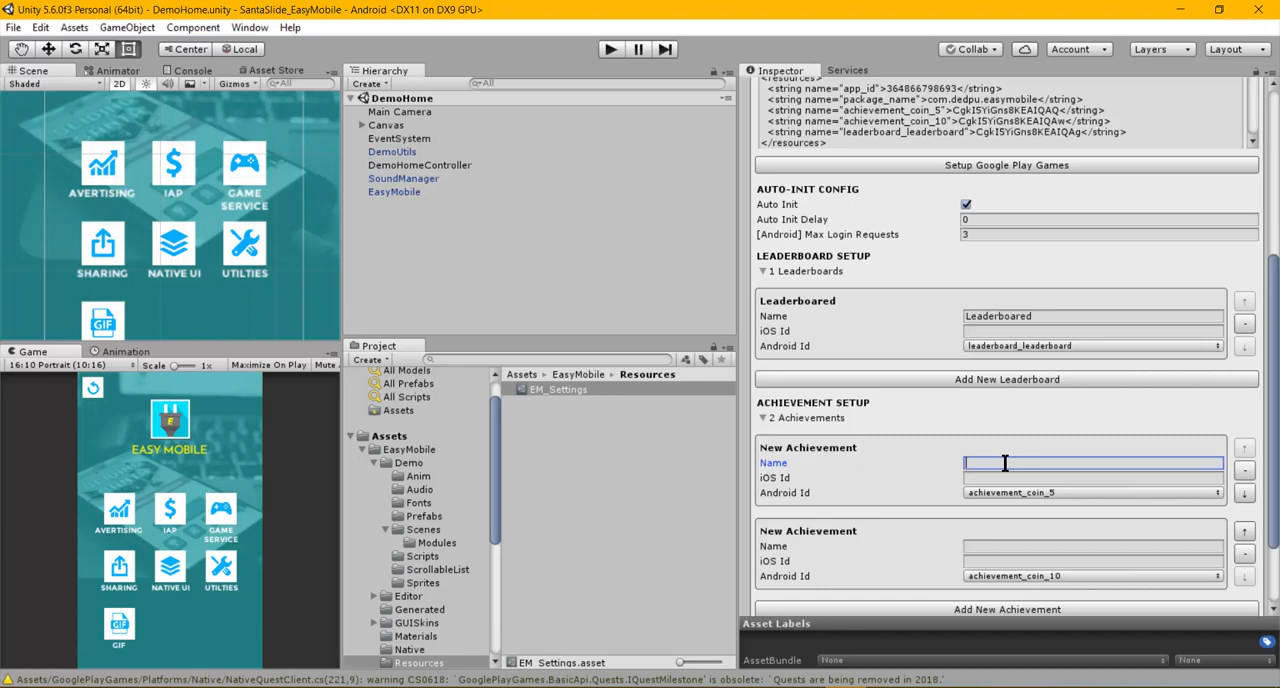 Unity 5.6.0f3 Personal (64bit) - DemoHome.unity - SantaSlide_EasyMobile - Android <DX11 on DX9 GPU>
File Edit Assets GameObject Component Window Help
Center Local Collab Account Layers Layout
Scene Animator Console Asset Store
Shaded 2D Gizmos All
AVERTISING IAP GAME SERVICE
SHARING NATIVE UI UTILTIES
GIF
Game Animation
16:10 Portrait (10:16) Scale 1x Maximize On Play Mute
E
EASY MOBILE
AVERTISING IAP GAME SERVICE
SHARING NATIVE UI UTILTIES
GIF
GIF
Hierarchy
Create All
DemoHome
Main Camera
Canvas
EventSystem
DemoUtils
DemoHomeController
SoundManager
EasyMobile
Project
Create
All Models
All Prefabs
All Scripts
Assets
Assets
EasyMobile
Demo
Anim
Audio
Fonts
Prefabs
Scenes
Modules
Scripts
ScrollableList
Sprites
Editor
Generated
GUISkins
Materials
Native
Resources
Assets EasyMobile Resources
EM_Settings
EM_Settings.asset
Inspector Services
<resources>
<string name="app_id">364866798693</string>
<string name="package_name">com.dedpu.easymobile</string>
<string name="achievement_coin_5">CgkI5YiGns8KEAIQAQ</string>
<string name="achievement_coin_10">CgkI5YiGns8KEAIQAw</string>
<string name="leaderboard_leaderboard">CgkI5YiGns8KEAIQAg</string>
</resources>
Setup Google Play Games
AUTO-INIT CONFIG
Auto Init
Auto Init Delay 0
[Android] Max Login Requests 3
LEADERBOARD SETUP
1 Leaderboards
Leaderboared
Name Leaderboared
iOS Id
Android Id leaderboard_leaderboard
-
Add New Leaderboard
ACHIEVEMENT SETUP
2 Achievements
New Achievement
Name
iOS Id
Android Id achievement_coin_5
-
New Achievement
Name
iOS Id
Android Id achievement_coin_10
-
Add New Achievement
Asset Labels
AssetBundle None None
Assets/GooglePlayGames/Platforms/Native/NativeQuestClient.cs(221,9): warning CS0618: `GooglePlayGames.BasicApi.Quests.IQuestMilestone' is obsolete: `Quests are being removed in 2018.'